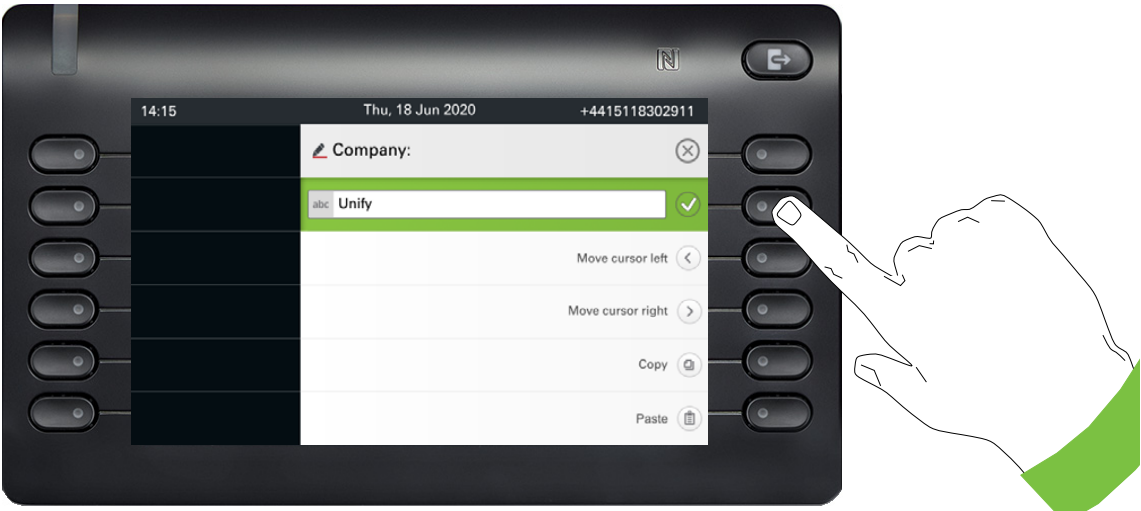 14:15 Thu, 18 Jun 2020 +4415118302911
Company:
abc Unify
Move cursor left
Move cursor right
Copy
Paste